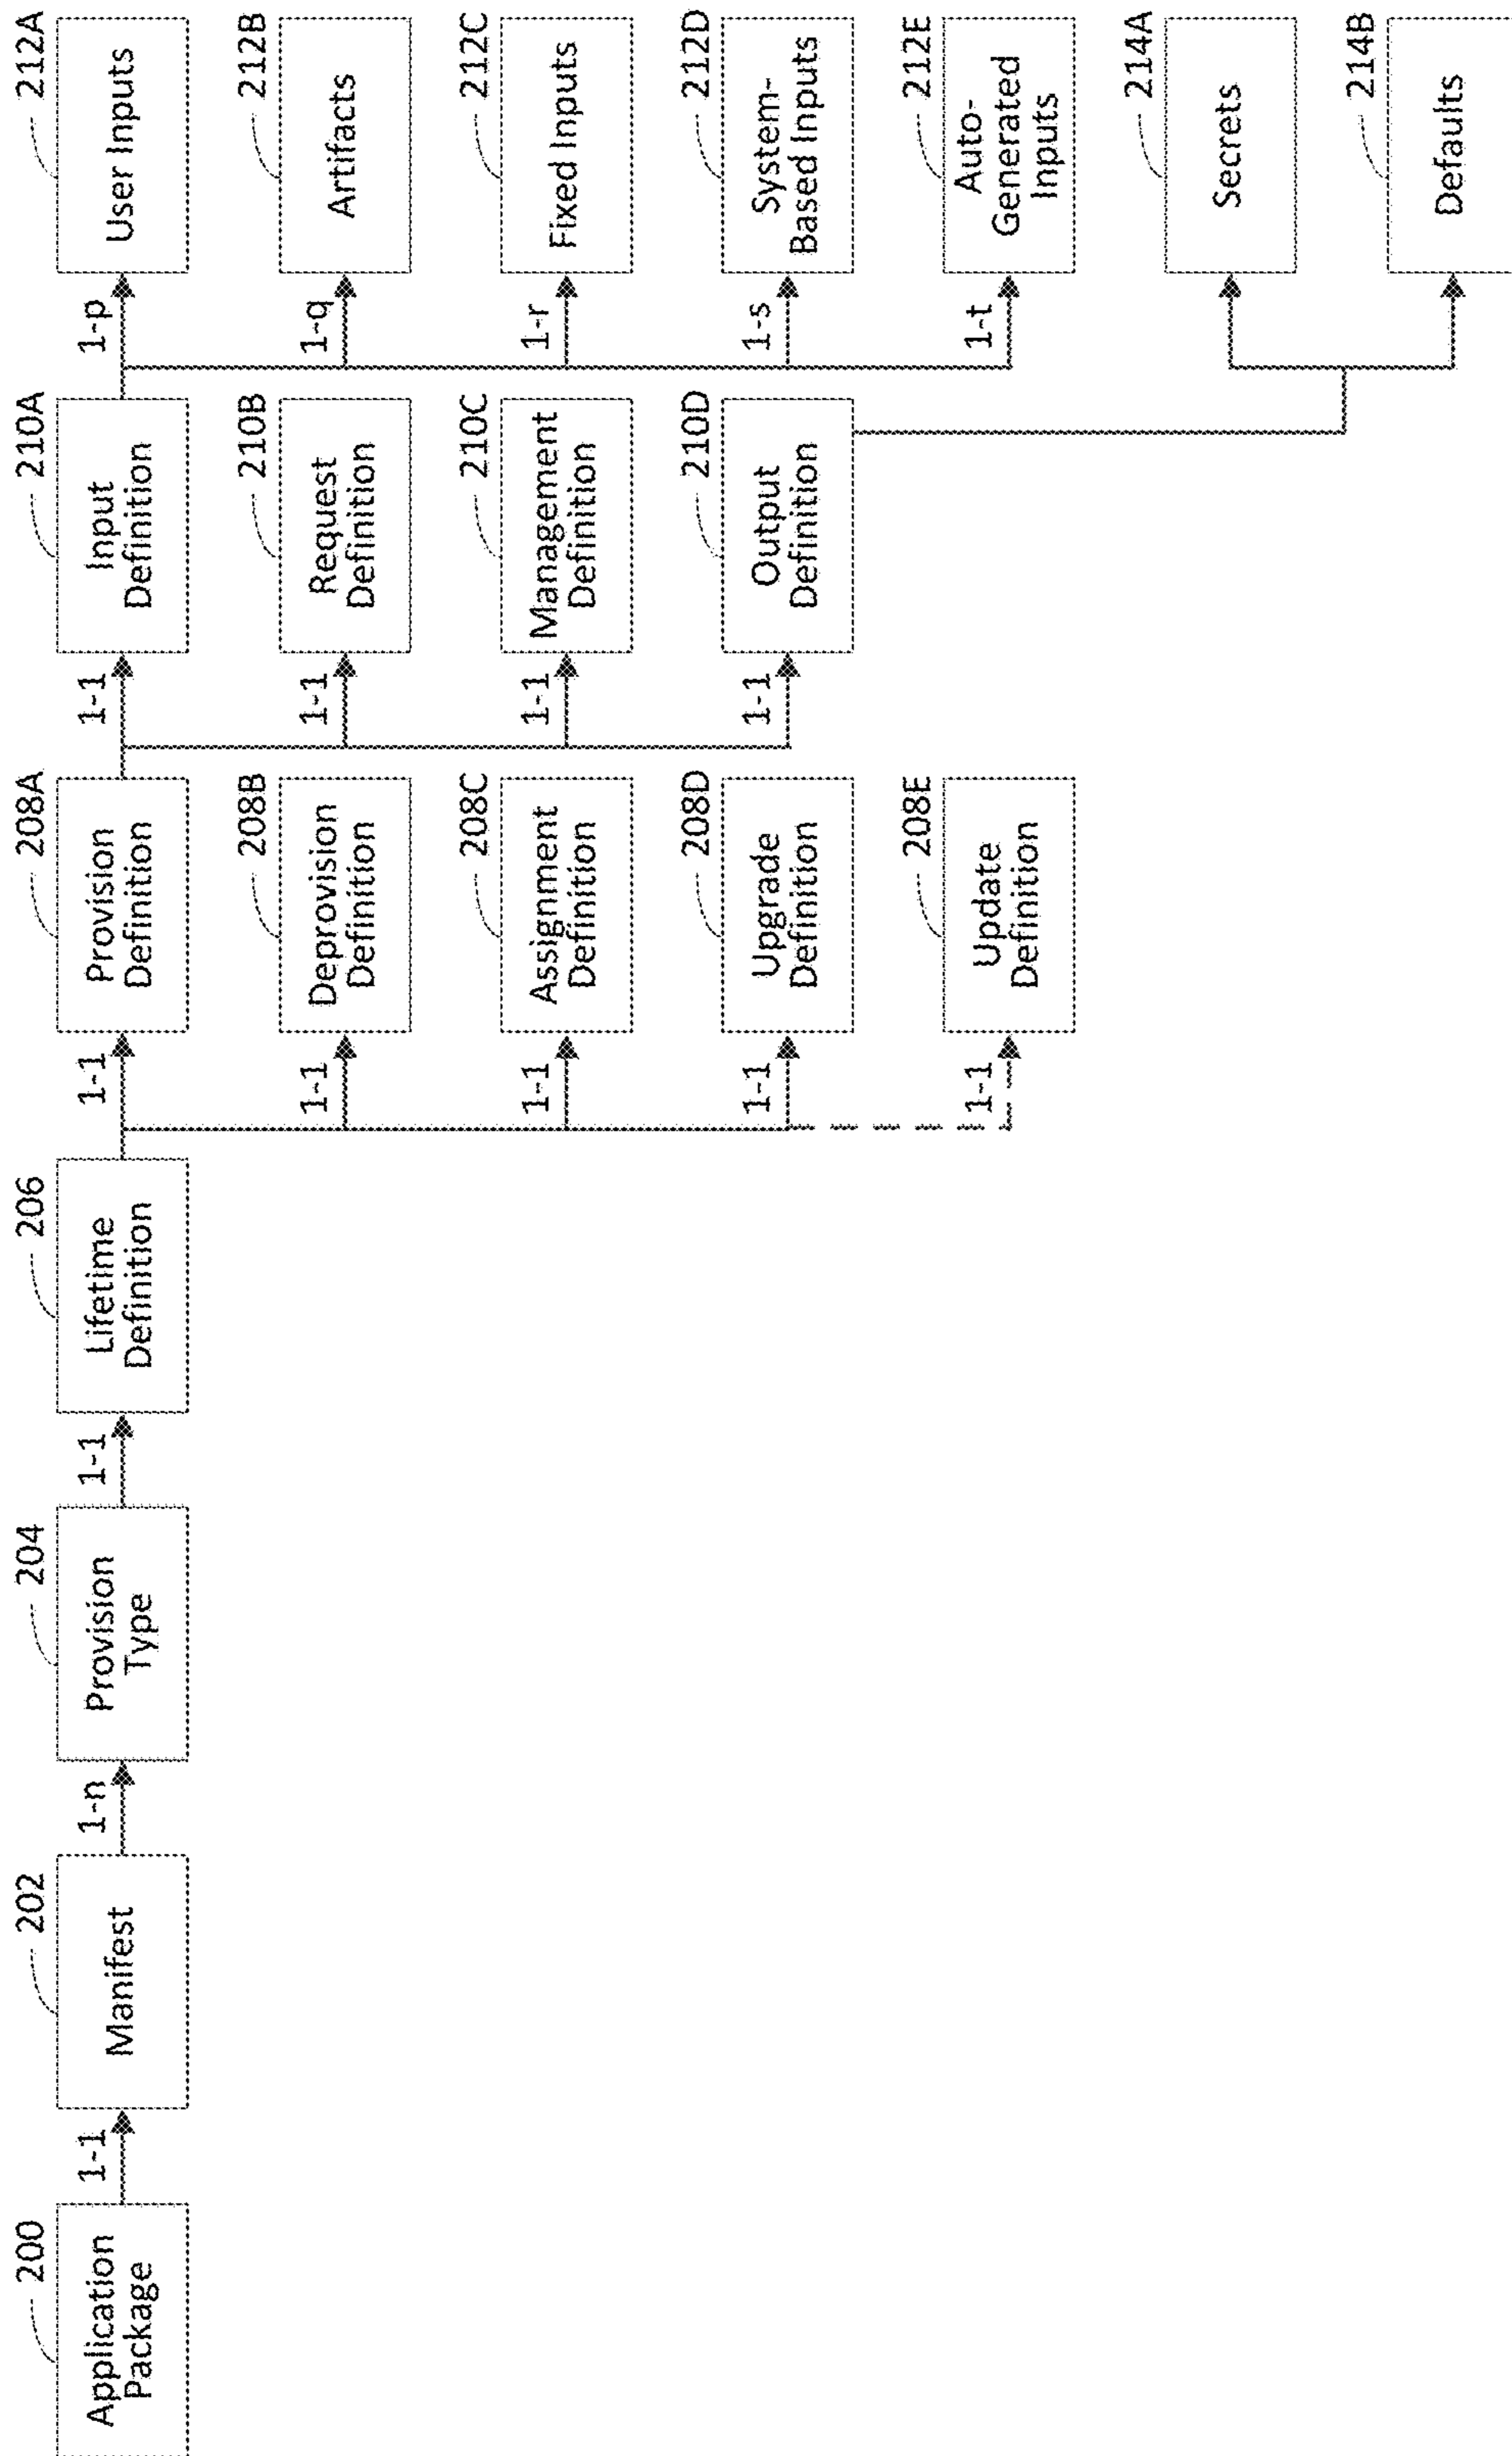 200
Application
Package
1-1
202
Manifest
1-n
204
Provision
Type
1-1
206
Lifetime
Definition
1-1
208A
Provision
Definition
1-1
208B
Deprovision
Definition
1-1
208C
Assignment
Definition
1-1
208D
Upgrade
Definition
1-1
208E
Update
Definition
1-1
210A
Input
Definition
1-1
210B
Request
Definition
1-1
210C
Management
Definition
1-1
210D
Output
Definition
1-p
212A
User Inputs
1-q
212B
Artifacts
1-r
212C
Fixed Inputs
1-s
212D
System-
Based Inputs
1-t
212E
Auto-
Generated
Inputs
214A
Secrets
214B
Defaults